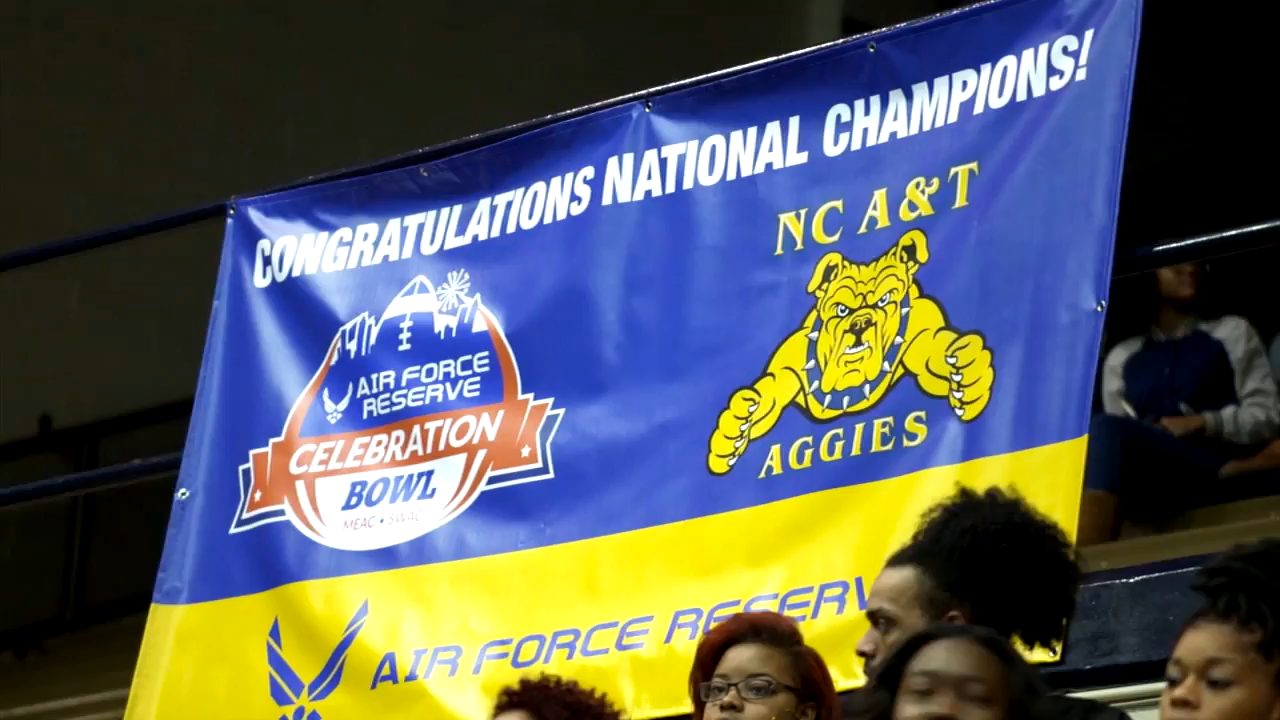 CONGRATULATIONS NATIONAL CHAMPIONS!
NC A&T
AGGIES
AIR FORCE
RESERVE
CELEBRATION
BOWL
MEAC • SWAC
AIR FORCE RESERV